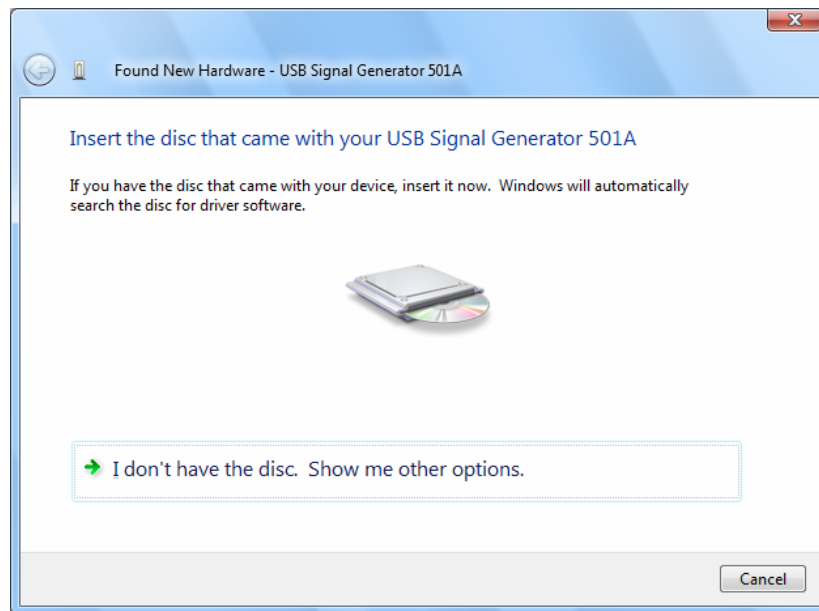 Found New Hardware - USB Signal Generator 501A
Insert the disc that came with your USB Signal Generator 501A
If you have the disc that came with your device, insert it now.  Windows will automatically
search the disc for driver software.
I don't have the disc.  Show me other options.
Cancel